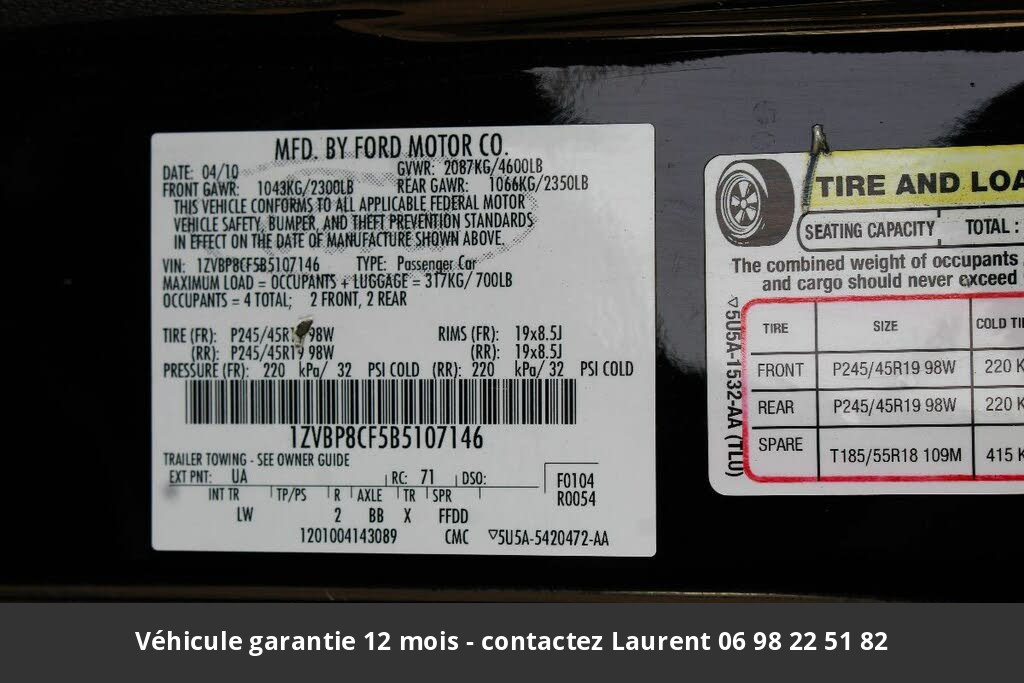 MFD. BY FORD MOTOR CO.
DATE: 04/10 GVWR: 2087KG/4600LB
FRONT GAWR: 1043KG/2300LB REAR GAWR: 1066KG/2350LB
THIS VEHICLE CONFORMS TO ALL APPLICABLE FEDERAL MOTOR
VEHICLE SAFETY, BUMPER, AND THEFT PREVENTION STANDARDS
IN EFFECT ON THE DATE OF MANUFACTURE SHOWN ABOVE.
VIN: 1ZVBP8CF5B5107146 TYPE: Passenger Car
MAXIMUM LOAD = OCCUPANTS + LUGGAGE = 317KG/ 700LB
OCCUPANTS = 4 TOTAL; 2 FRONT, 2 REAR
TIRE (FR): P245/45R19 98W RIMS (FR): 19x8.5J
(RR): P245/45R19 98W (RR): 19x8.5J
PRESSURE (FR): 220 kPa/ 32 PSI COLD (RR): 220 kPa/ 32 PSI COLD
1ZVBP8CF5B5107146
TRAILER TOWING - SEE OWNER GUIDE
EXT PNT: UA RC: 71 DSO:
F0104
R0054
INT TR TP/PS R AXLE TR SPR
LW 2 BB X FFDD
1201004143089 CMC ▽5U5A-5420472-AA
TIRE AND LOA
SEATING CAPACITY TOTAL :
The combined weight of occupants
and cargo should never exceed
TIRE SIZE COLD TI
FRONT P245/45R19 98W 220 K
REAR P245/45R19 98W 220 K
SPARE T185/55R18 109M 415 K
▽5U5A-1532-AA (TLU)
Véhicule garantie 12 mois - contactez Laurent 06 98 22 51 82